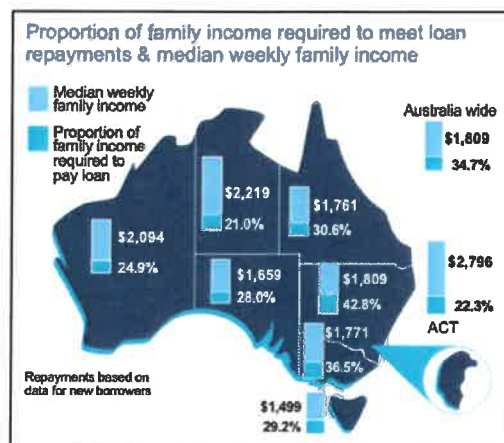 Proportion of family income required to meet loan
repayments & median weekly family income
Median weekly
family income
Proportion of
family income
required to
pay loan
Australia wide
$1,809
34.7%
$2,219
21.0%
$1,761
30.6%
$2,094
24.9%
$1,659
28.0%
$1,809
42.8%
$2,796
22.3%
ACT
$1,771
36.5%
Repayments based on
data for new borrowers
$1,499
29.2%